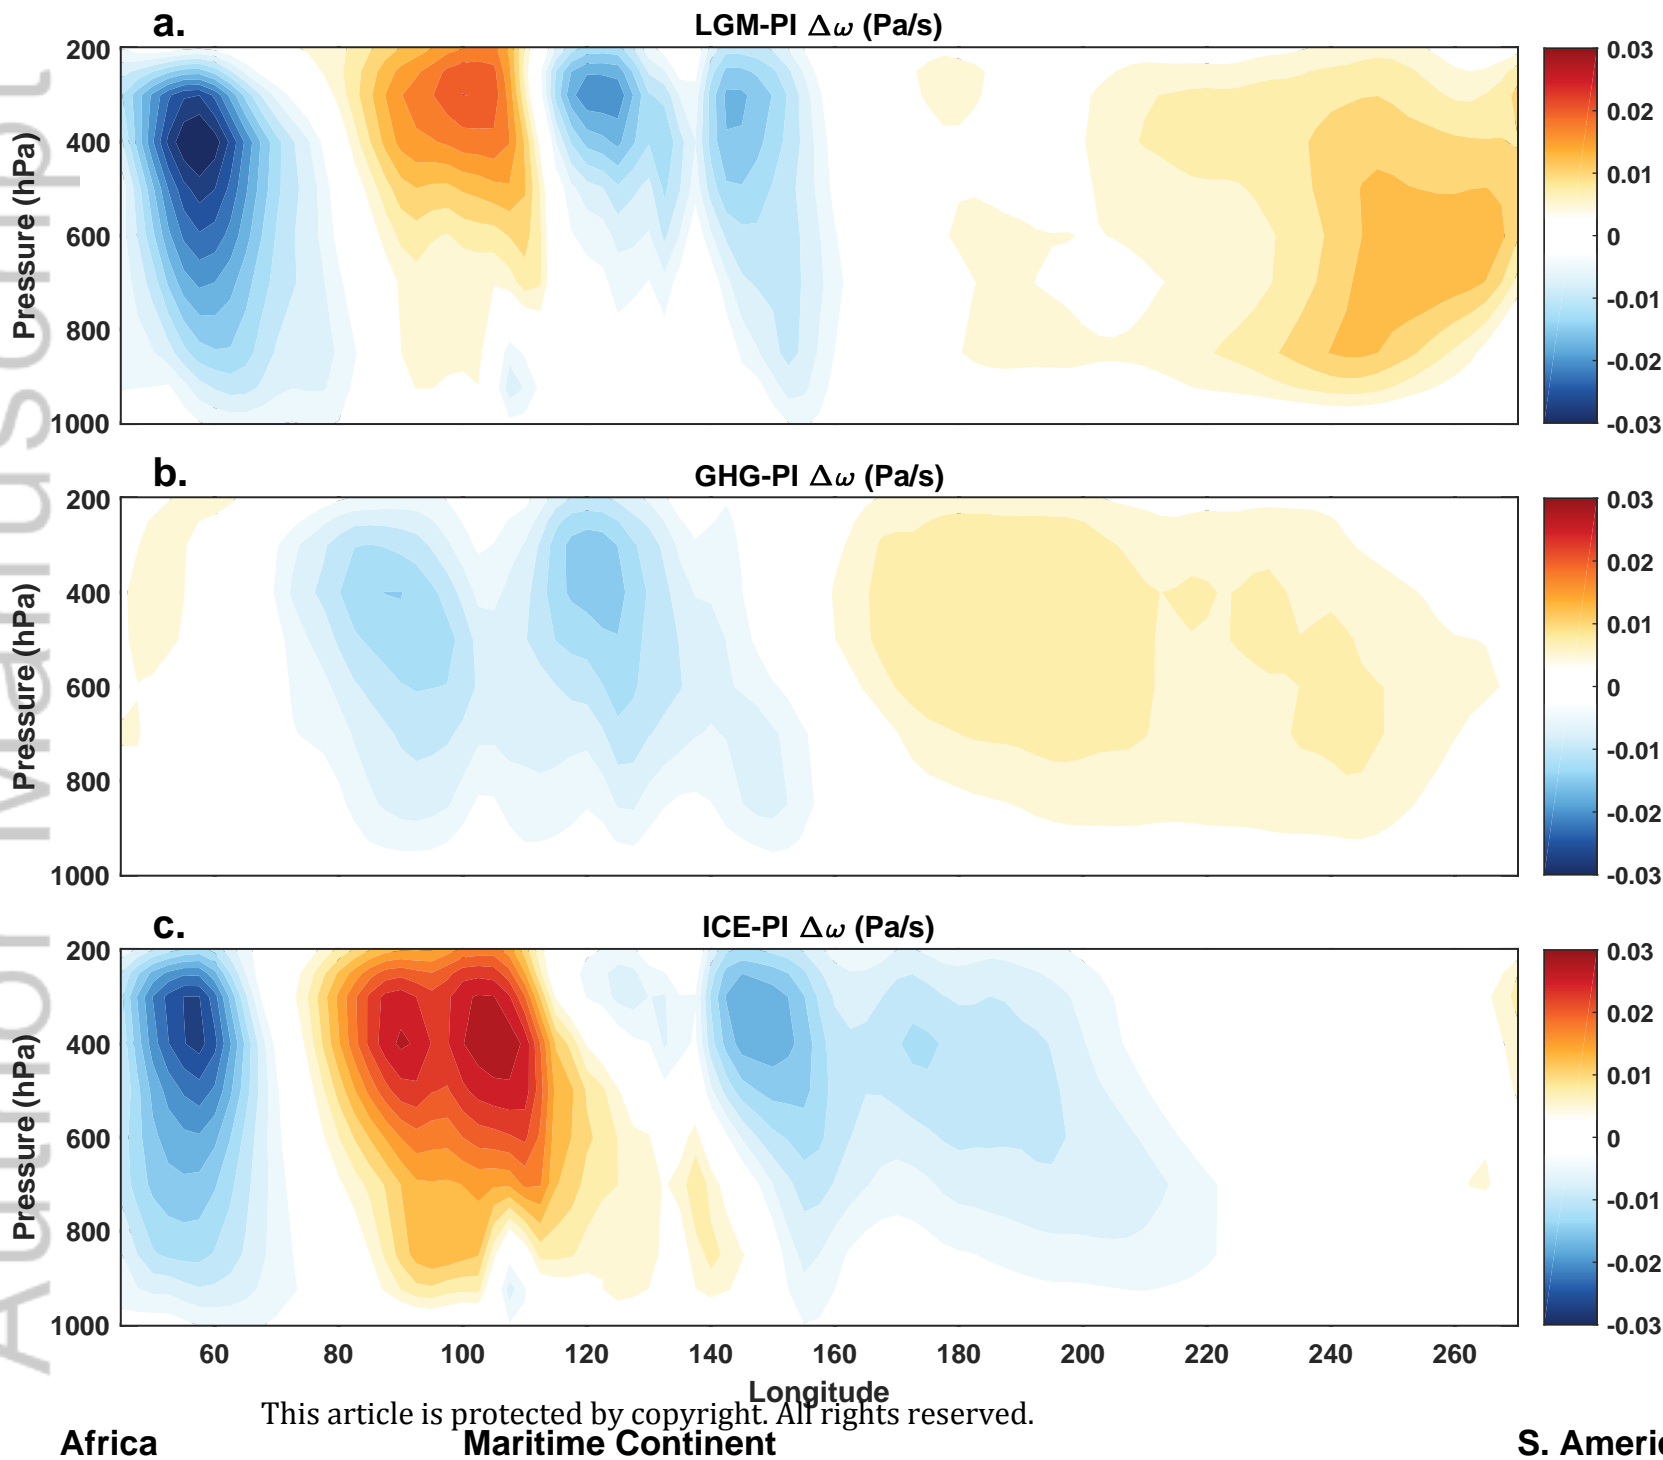 a.
LGM-PI Δω (Pa/s)
200
400
600
800
1000
Pressure (hPa)
0.03
0.02
0.01
0
-0.01
-0.02
-0.03
b.
GHG-PI Δω (Pa/s)
200
400
600
800
1000
Pressure (hPa)
0.03
0.02
0.01
0
-0.01
-0.02
-0.03
c.
ICE-PI Δω (Pa/s)
200
400
600
800
1000
Pressure (hPa)
0.03
0.02
0.01
0
-0.01
-0.02
-0.03
60 80 100 120 140 160 180 200 220 240 260
Longitude
This article is protected by copyright. All rights reserved.
Africa Maritime Continent S. Americ
Author Manuscript